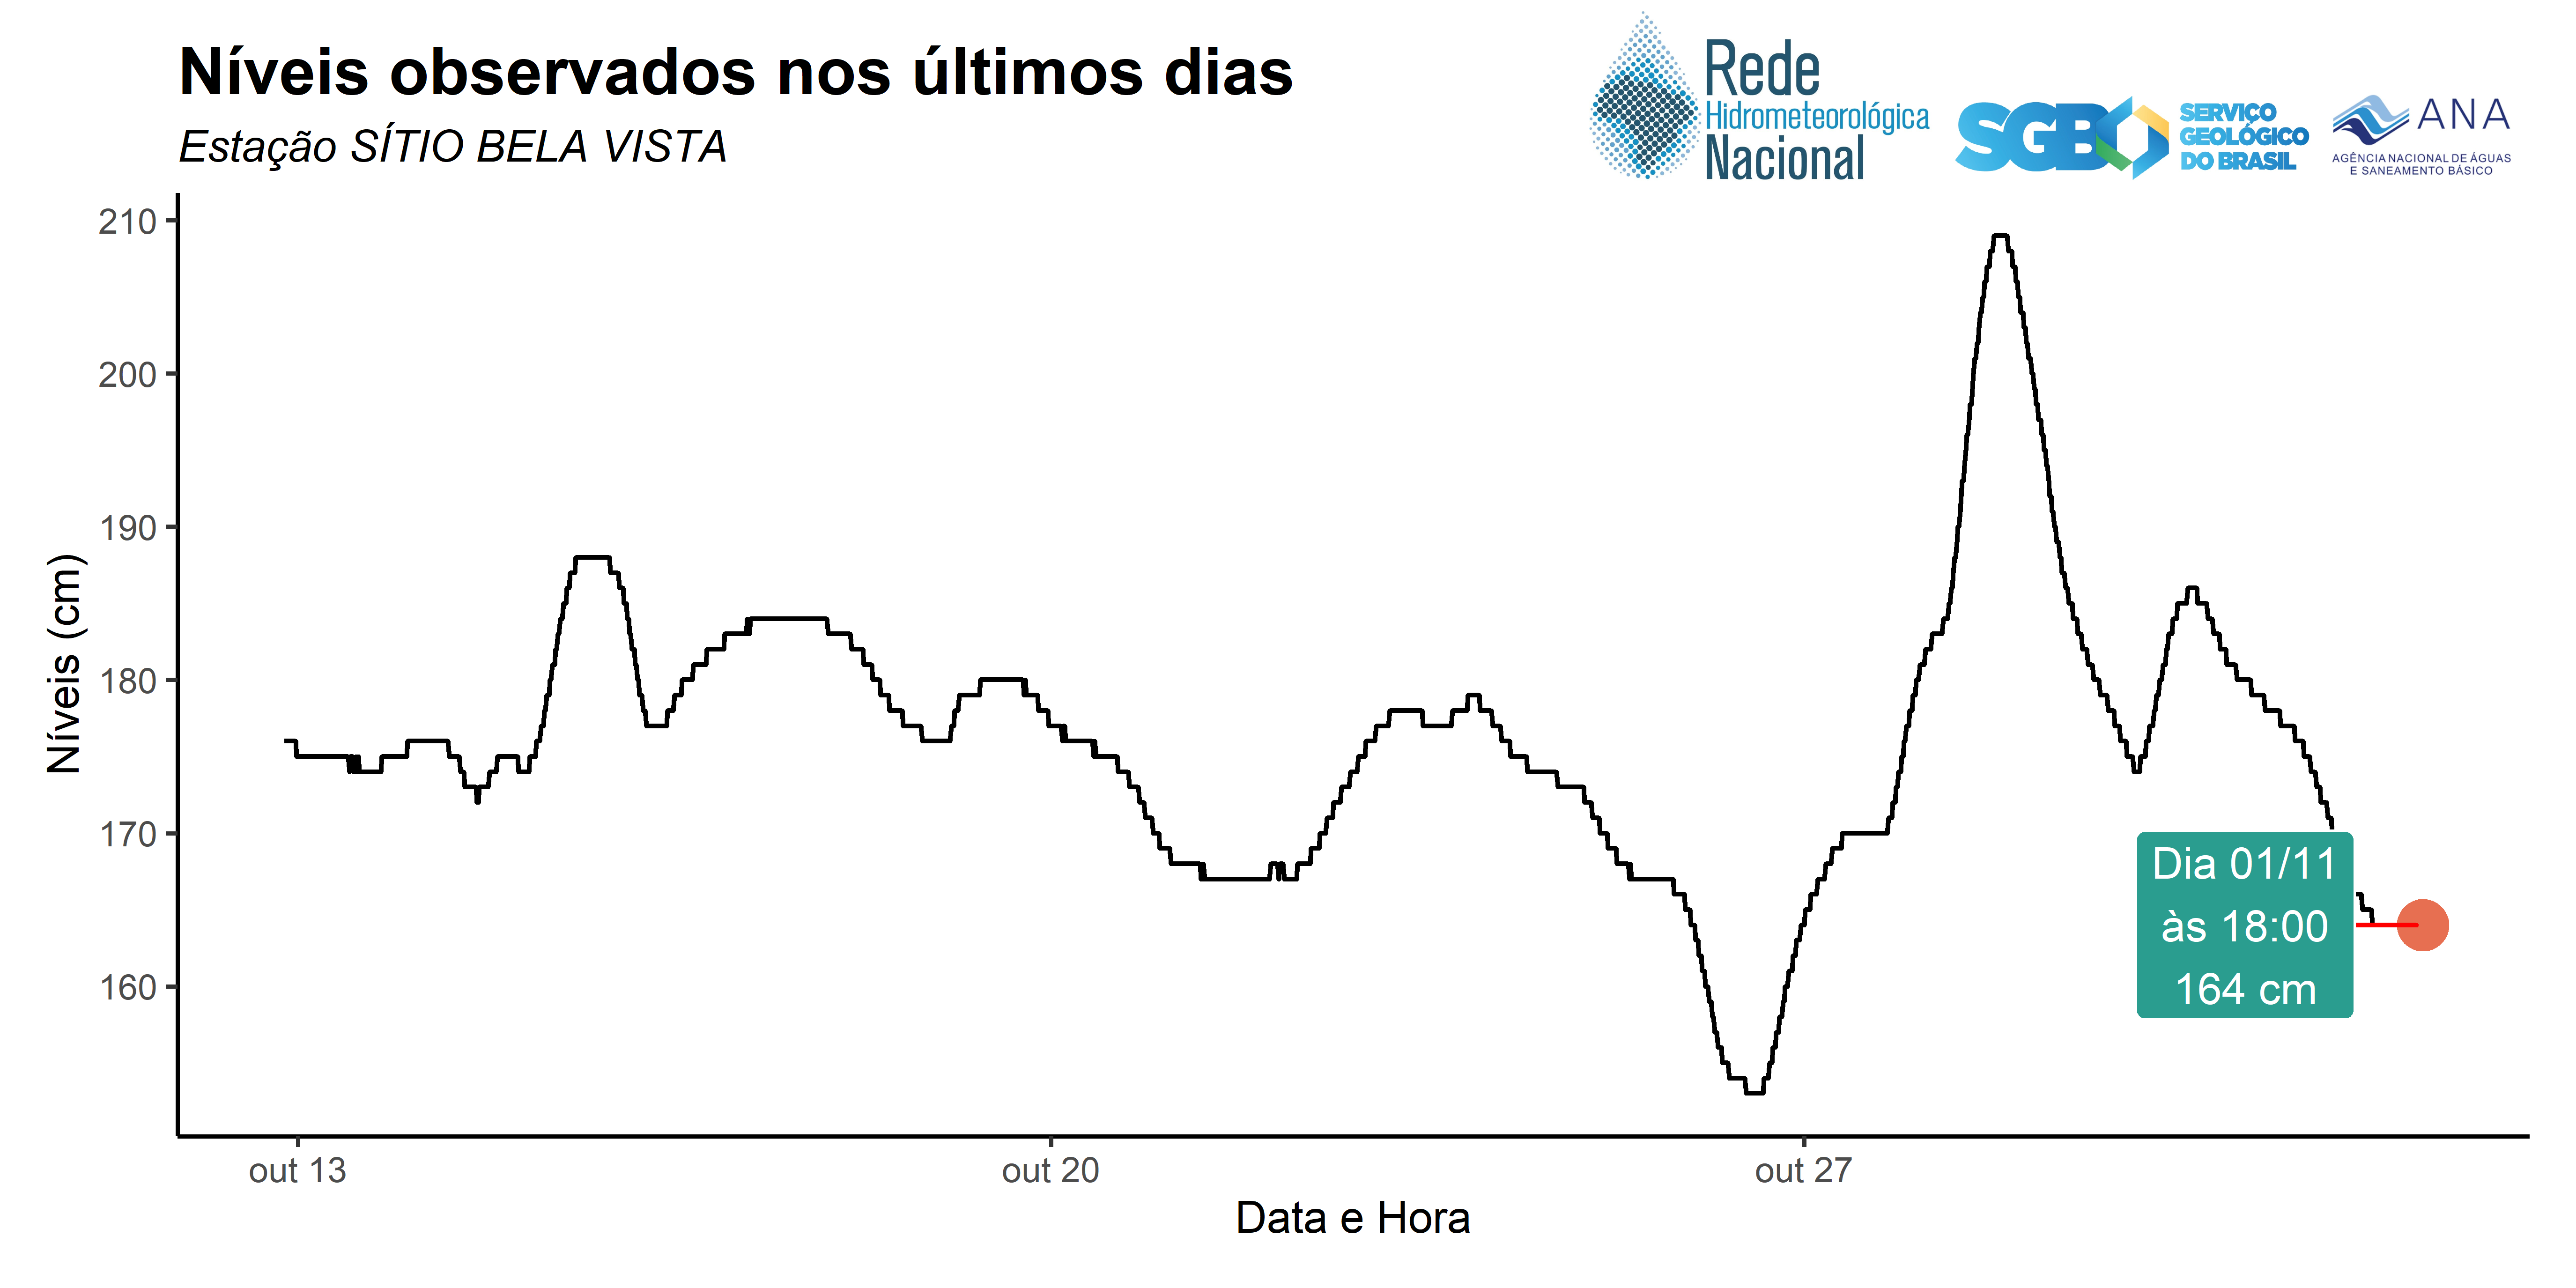 Níveis observados nos últimos dias
Estação SÍTIO BELA VISTA
Rede
Hidrometeorológica
Nacional
SGB
SERVIÇO
GEOLÓGICO
DO BRASIL
ANA
AGÊNCIA NACIONAL DE ÁGUAS
E SANEAMENTO BÁSICO
210
200
190
180
170
160
Níveis (cm)
Dia 01/11
às 18:00
164 cm
out 13
out 20
out 27
Data e Hora